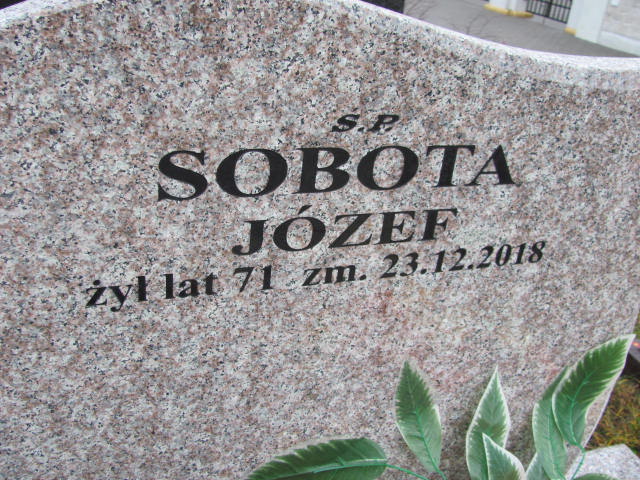 Ś.P.
SOBOTA
JÓZEF
żył lat 71 zm. 23.12.2018